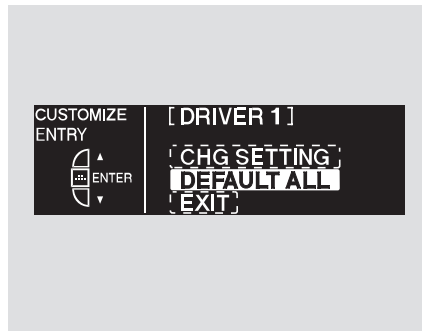 CUSTOMIZE
ENTRY
▲
ENTER
▼
[DRIVER 1]
CHG SETTING
DEFAULT ALL
EXIT